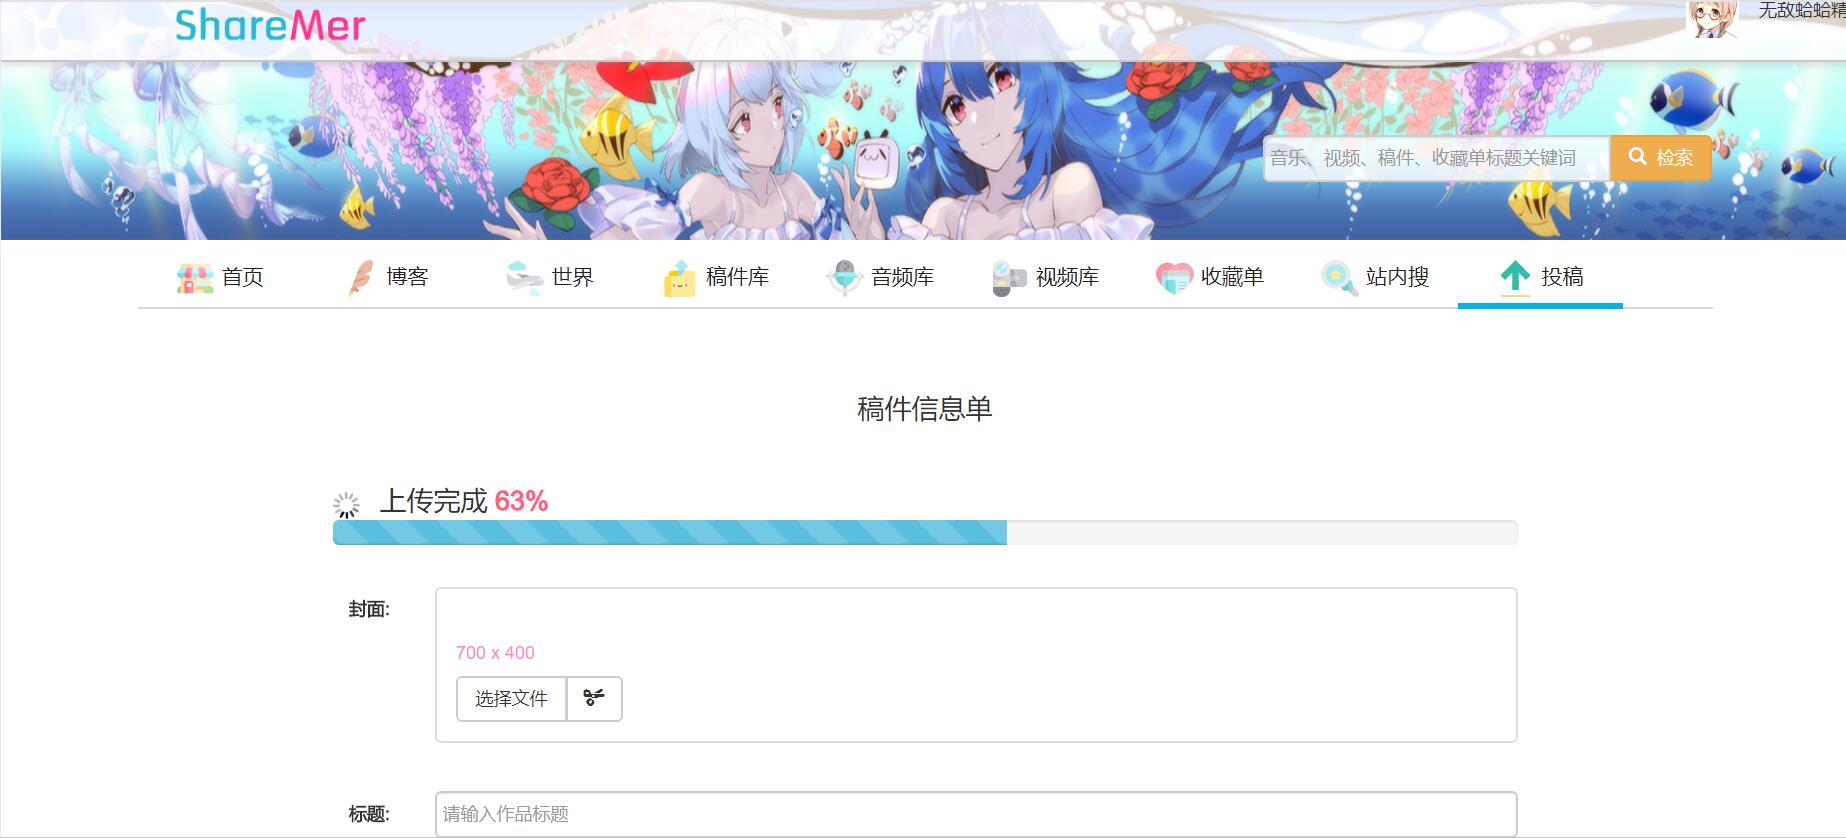 ShareMer
无敌蛤蛤精
音乐、视频、稿件、收藏单标题关键词 检索
首页 博客 世界 稿件库 音频库 视频库 收藏单 站内搜 投稿
稿件信息单
上传完成 63%
封面:
700 x 400
选择文件
标题: 请输入作品标题